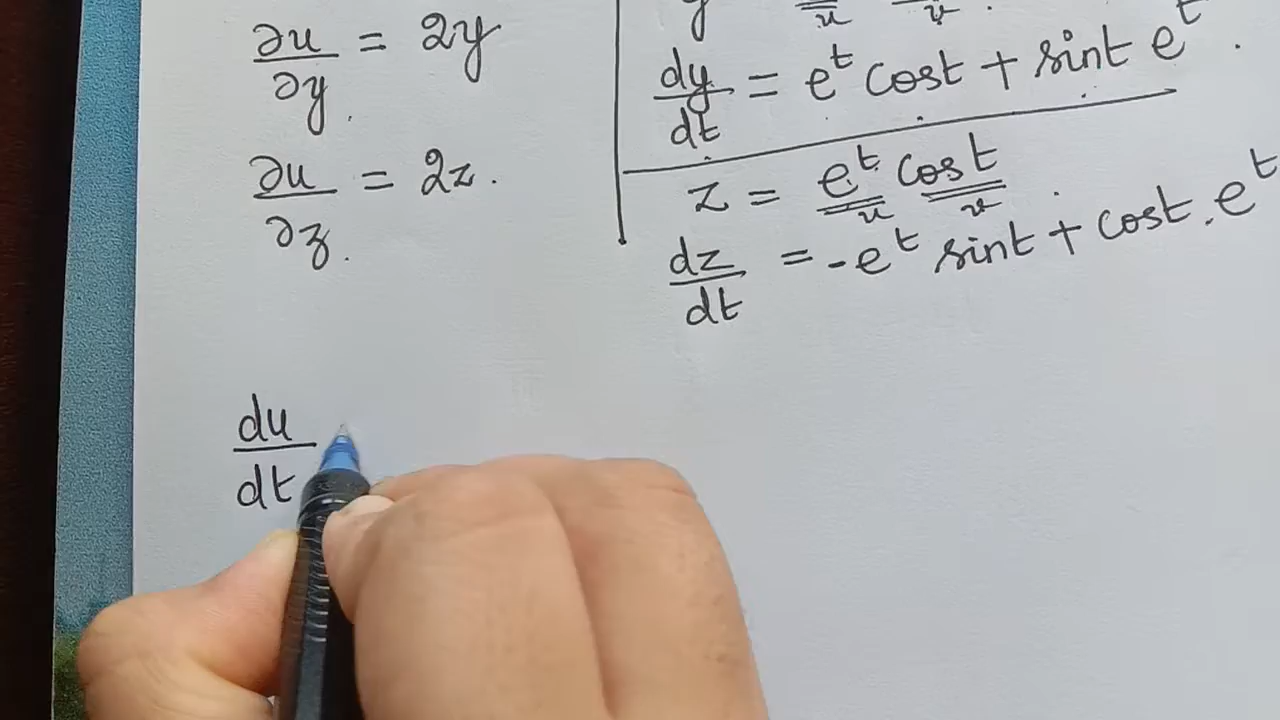 ∂u/∂y = 2y
∂u/∂z = 2z.
y u v .
dy/dt = e^t cost + sint e^t .
z = e^t cost
u v
dz/dt = -e^t sint + cost . e^t
du/dt